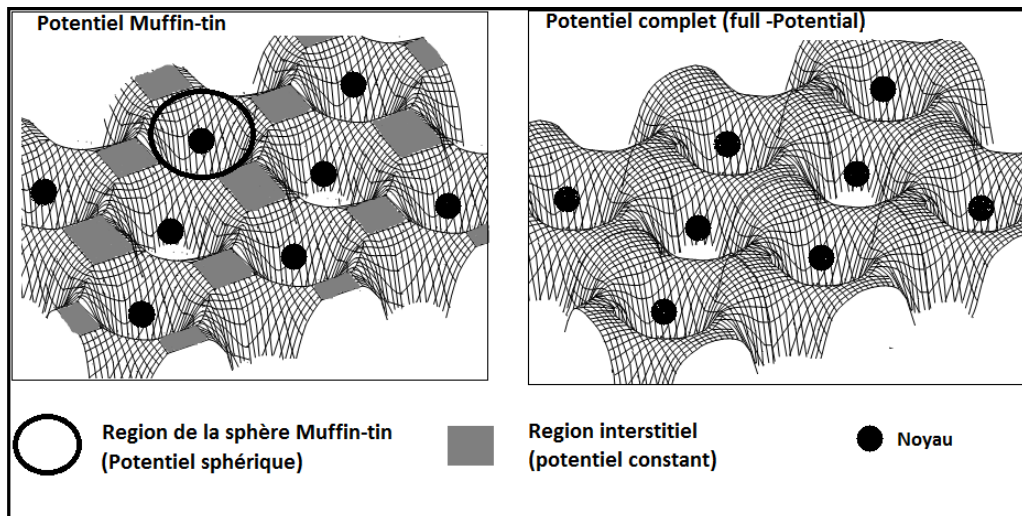 Potentiel Muffin-tin
Potentiel complet (full -Potential)
Region de la sphère Muffin-tin
(Potentiel sphérique)
Region interstitiel
(potentiel constant)
Noyau